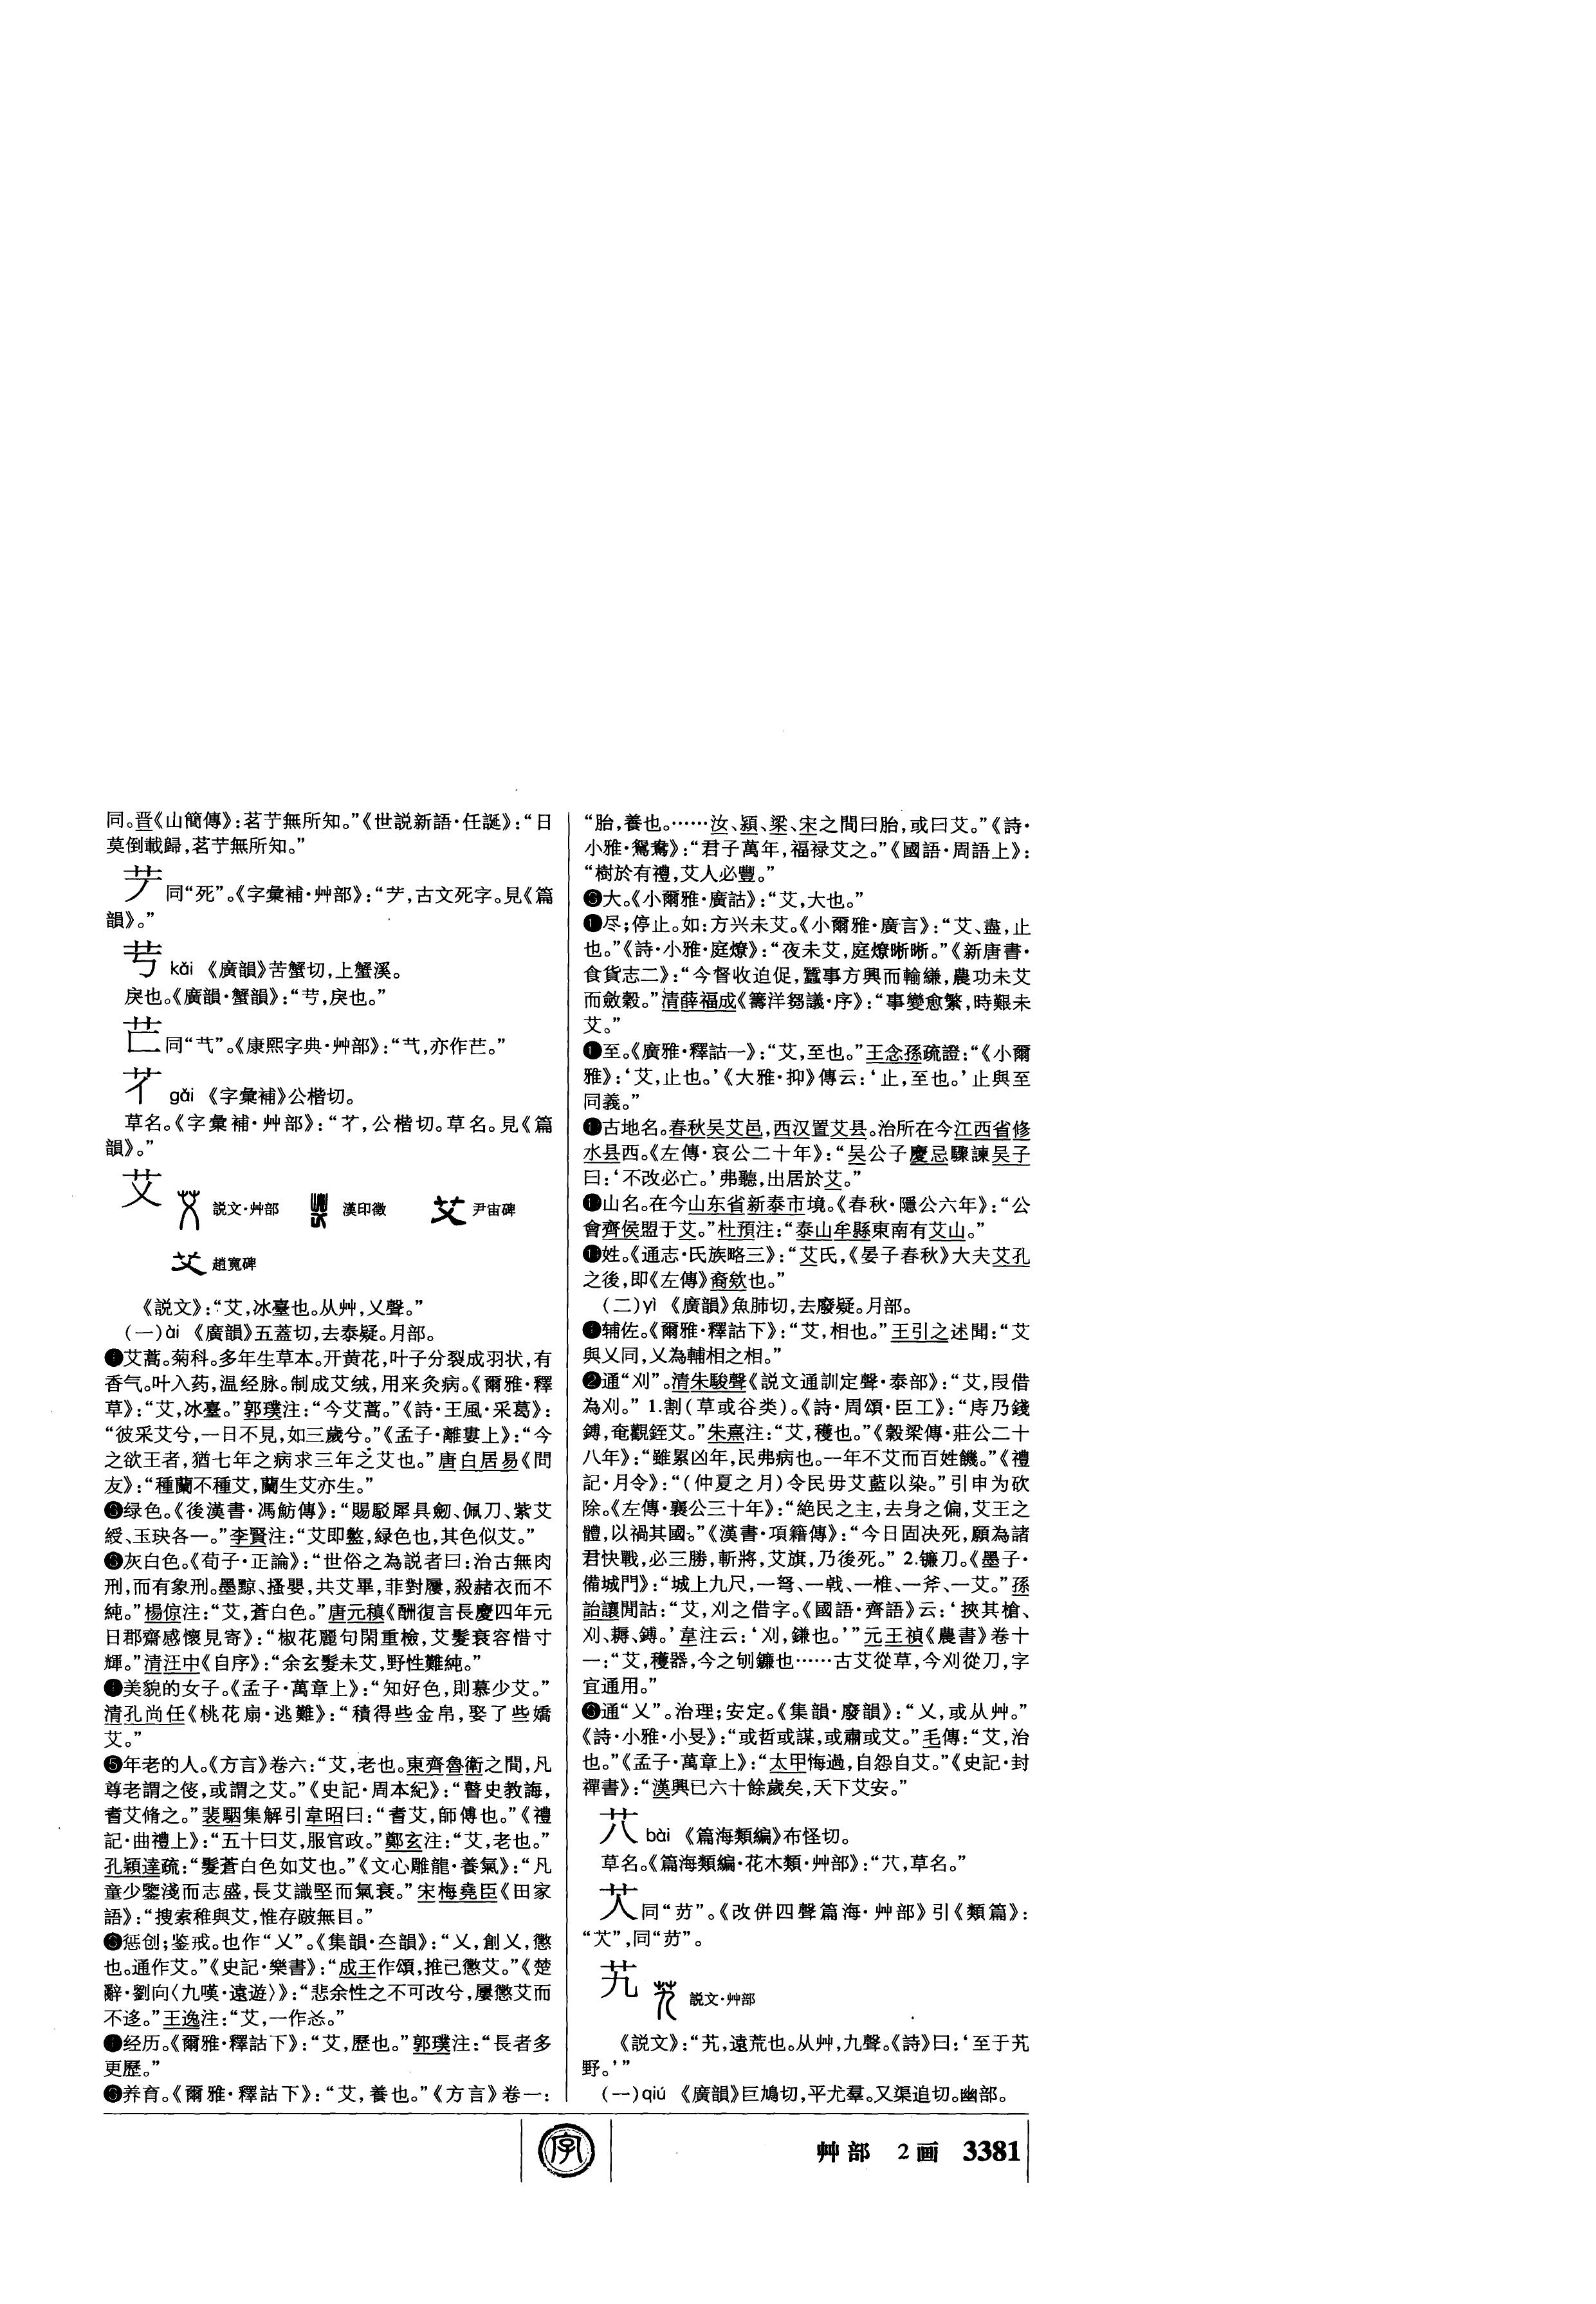 同。晋《山簡傳》:茗艼無所知。”《世説新語·任誕》:“日
莫倒載歸,茗艼無所知。”
同“死”。《字彙補·艸部》:“,古文死字。見《篇
韻》。”
kǎi 《廣韻》苦蟹切,上蟹溪。
戾也。《廣韻·蟹韻》:“,戾也。”
同“”。《康熙字典·艸部》:“,亦作。”
gǎi 《字彙補》公楷切。
草名。《字彙補·艸部》:“,公楷切。草名。見《篇
韻》。”
艾 説文·艸部 漢印徵 尹宙碑
趙寬碑
《説文》:“艾,冰臺也。从艸,乂聲。”
(一)ài 《廣韻》五蓋切,去泰疑。月部。
❶艾蒿。菊科。多年生草本。开黄花,叶子分裂成羽状,有
香气。叶入药,温经脉。制成艾绒,用来灸病。《爾雅·釋
草》:“艾,冰臺。”郭璞注:“今艾蒿。”《詩·王風·采葛》:
“彼采艾兮,一日不見,如三歲兮。”《孟子·離婁上》:“今
之欲王者,猶七年之病求三年之艾也。”唐白居易《問
友》:“種蘭不種艾,蘭生艾亦生。”
绿色。《後漢書·馮魴傳》:“賜駁犀具劒、佩刀、紫艾
綬、玉玦各一。”李賢注:“艾即盭,緑色也,其色似艾。”
灰白色。《荀子·正論》:“世俗之為説者曰:治古無肉
刑,而有象刑。墨黥、搔嬰,共艾畢,菲對屨,殺赭衣而不
純。”楊倞注:“艾,蒼白色。”唐元稹《酬復言長慶四年元
日郡齋感懷見寄》:“椒花麗句閑重檢,艾髮衰容惜寸
輝。”清汪中《自序》:“余玄髮未艾,野性難純。”
美貌的女子。《孟子·萬章上》:“知好色,則慕少艾。”
清孔尚任《桃花扇·逃難》:“積得些金帛,娶了些嬌
艾。”
❺年老的人。《方言》卷六:“艾,老也。東齊魯衛之間,凡
尊老謂之傁,或謂之艾。”《史記·周本紀》:“瞽史教誨,
耆艾脩之。”裴駰集解引韋昭曰:“耆艾,師傅也。”《禮
記·曲禮上》:“五十曰艾,服官政。”鄭玄注:“艾,老也。”
孔穎達疏:“髮蒼白色如艾也。”《文心雕龍·養氣》:“凡
童少鑒淺而志盛,長艾識堅而氣衰。”宋梅堯臣《田家
語》:“搜索稚與艾,惟存跛無目。”
惩创;鉴戒。也作“乂”。《集韻·夳韻》:“乂,創乂,懲
也。通作艾。”《史記·樂書》:“成王作頌,推己懲艾。”《楚
辭·劉向〈九嘆·遠遊〉》:“悲余性之不可改兮,屢懲艾而
不迻。”王逸注:“艾,一作㣻。”
经历。《爾雅·釋詁下》:“艾,歷也。”郭璞注:“長者多
更歷。”
养育。《爾雅·釋詁下》:“艾,養也。”《方言》卷一:
“胎,養也。……汝、潁、梁、宋之間曰胎,或曰艾。”《詩·
小雅·鴛鴦》:“君子萬年,福禄艾之。”《國語·周語上》:
“樹於有禮,艾人必豐。”
大。《小爾雅·廣詁》:“艾,大也。”
尽;停止。如:方兴未艾。《小爾雅·廣言》:“艾、盡,止
也。”《詩·小雅·庭燎》:“夜未艾,庭燎晣晣。”《新唐書·
食貨志二》:“今督收迫促,蠶事方興而輸縑,農功未艾
而斂穀。”清薛福成《籌洋芻議·序》:“事變愈繁,時艱未
艾。”
至。《廣雅·釋詁一》:“艾,至也。”王念孫疏證:“《小爾
雅》:‘艾,止也。’《大雅·抑》傳云:‘止,至也。’止與至
同義。”
古地名。春秋吴艾邑,西汉置艾县。治所在今江西省修
水县西。《左傳·哀公二十年》:“吴公子慶忌驟諫吴子
曰:‘不改必亡。’弗聽,出居於艾。”
山名。在今山东省新泰市境。《春秋·隱公六年》:“公
會齊侯盟于艾。”杜預注:“泰山牟縣東南有艾山。”
姓。《通志·氏族略三》:“艾氏,《晏子春秋》大夫艾孔
之後,即《左傳》裔欸也。”
(二)yì 《廣韻》魚肺切,去廢疑。月部。
辅佐。《爾雅·釋詁下》:“艾,相也。”王引之述聞:“艾
與乂同,乂為輔相之相。”
❷通“刈”。清朱駿聲《説文通訓定聲·泰部》:“艾,叚借
為刈。” 1.割(草或谷类)。《詩·周頌·臣工》:“庤乃錢
鎛,奄觀銍艾。”朱熹注:“艾,穫也。”《穀梁傳·莊公二十
八年》:“雖累凶年,民弗病也。一年不艾而百姓饑。”《禮
記·月令》:“(仲夏之月)令民毋艾藍以染。”引申为砍
除。《左傳·襄公三十年》:“絶民之主,去身之偏,艾王之
體,以禍其國。”《漢書·項籍傳》:“今日固决死,願為諸
君快戰,必三勝,斬將,艾旗,乃後死。” 2.镰刀。《墨子·
備城門》:“城上九尺,一弩、一戟、一椎、一斧、一艾。”孫
詒讓閒詁:“艾,刈之借字。《國語·齊語》云:‘挾其槍、
刈、耨、鎛。’韋注云:‘刈,鎌也。’”元王禎《農書》卷十
一:“艾,穫器,今之刨鐮也……古艾從草,今刈從刀,字
宜通用。”
❸通“乂”。治理;安定。《集韻·廢韻》:“乂,或从艸。”
《詩·小雅·小旻》:“或哲或謀,或肅或艾。”毛傳:“艾,治
也。”《孟子·萬章上》:“太甲悔過,自怨自艾。”《史記·封
禪書》:“漢興已六十餘歲矣,天下艾安。”
bài 《篇海類編》布怪切。
草名。《篇海類編·花木類·艸部》:“,草名。”
同“艻”。《改併四聲篇海·艸部》引《類篇》:
“”,同“艻”。
艽 説文·艸部
《説文》:“艽,遠荒也。从艸,九聲。《詩》曰:‘至于艽
野。’”
(一)qiú 《廣韻》巨鳩切,平尤羣。又渠追切。幽部。
字
艸部 2画 3381